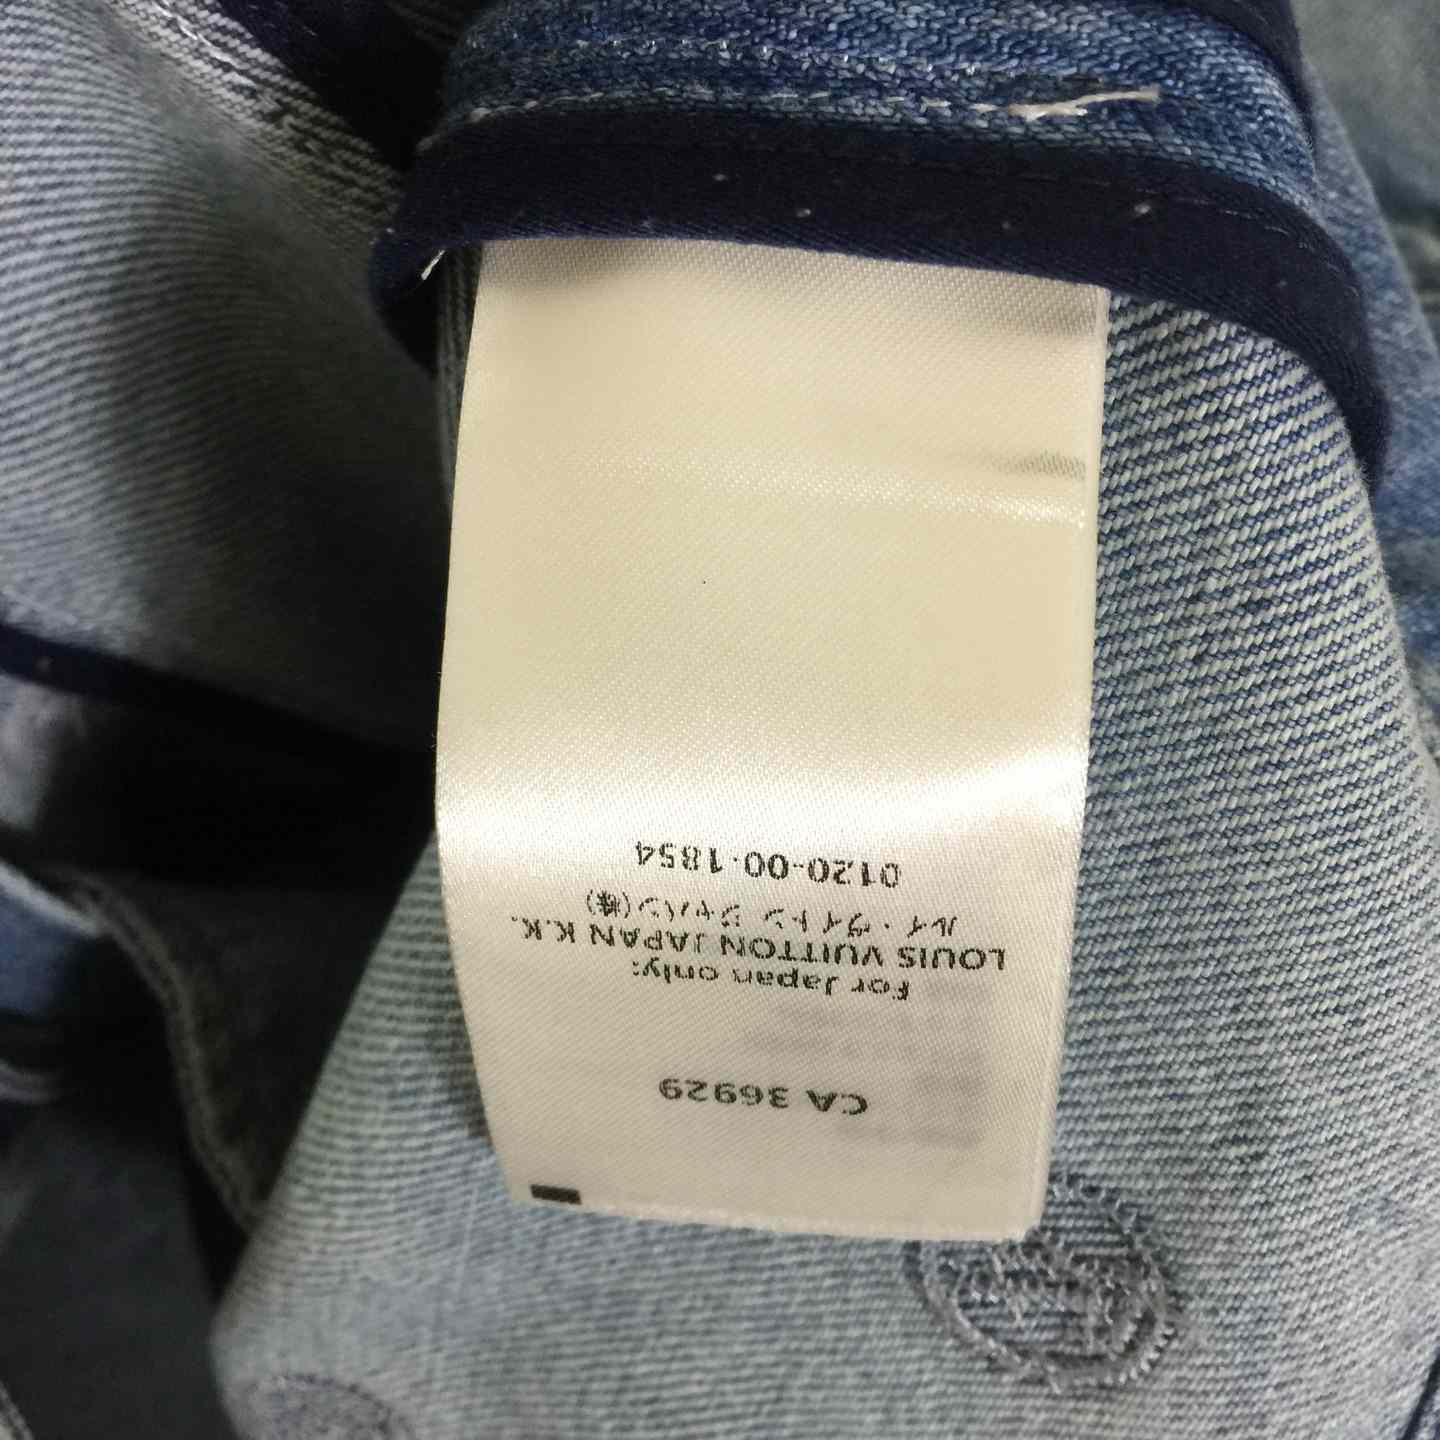 CA 36929
For Japan only:
LOUIS VUITTON JAPAN K.K.
ルイ・ヴィトン ジャパン(株)
0120-00-1854